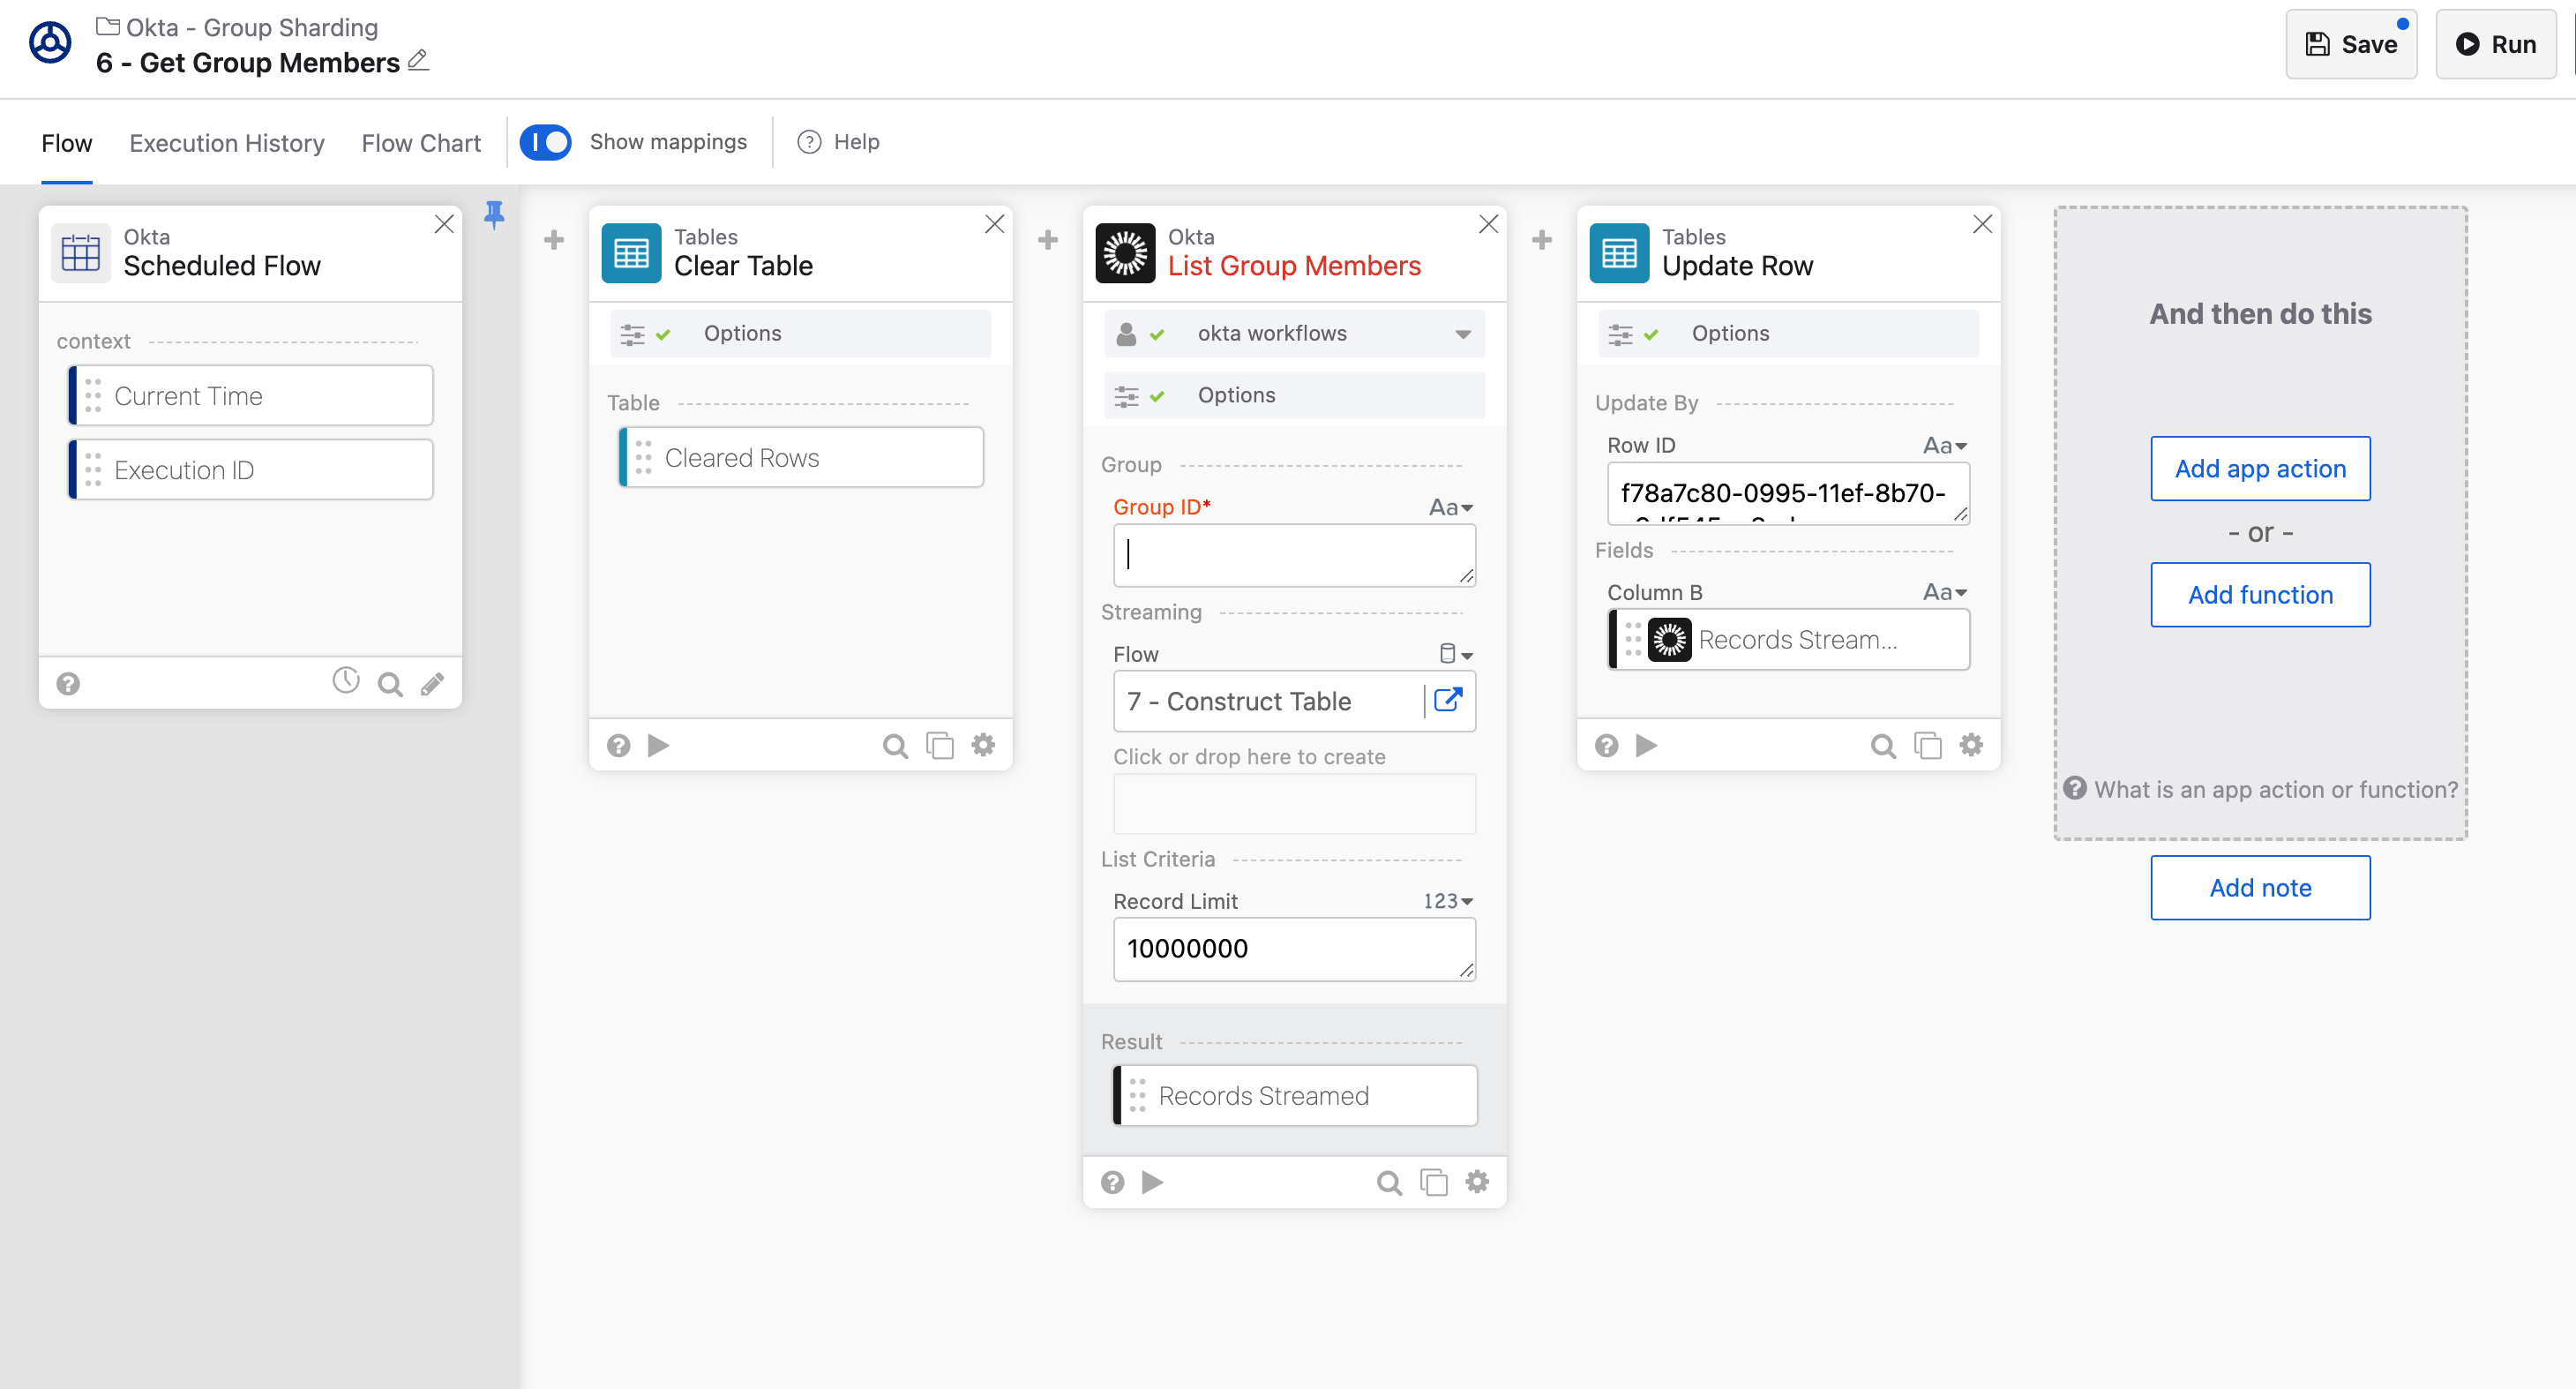 Okta - Group Sharding
6 - Get Group Members
Save
Run
Flow
Execution History
Flow Chart
Show mappings
? Help
Okta
Scheduled Flow
context
Current Time
Execution ID
Tables
Clear Table
Options
Table
Cleared Rows
Okta
List Group Members
okta workflows
Options
Group
Group ID*
Aa
Streaming
Flow
7 - Construct Table
Click or drop here to create
List Criteria
Record Limit
123
10000000
Result
Records Streamed
Tables
Update Row
Options
Update By
Row ID
Aa
f78a7c80-0995-11ef-8b70-
Fields
Column B
Aa
Records Stream...
And then do this
Add app action
- or -
Add function
? What is an app action or function?
Add note